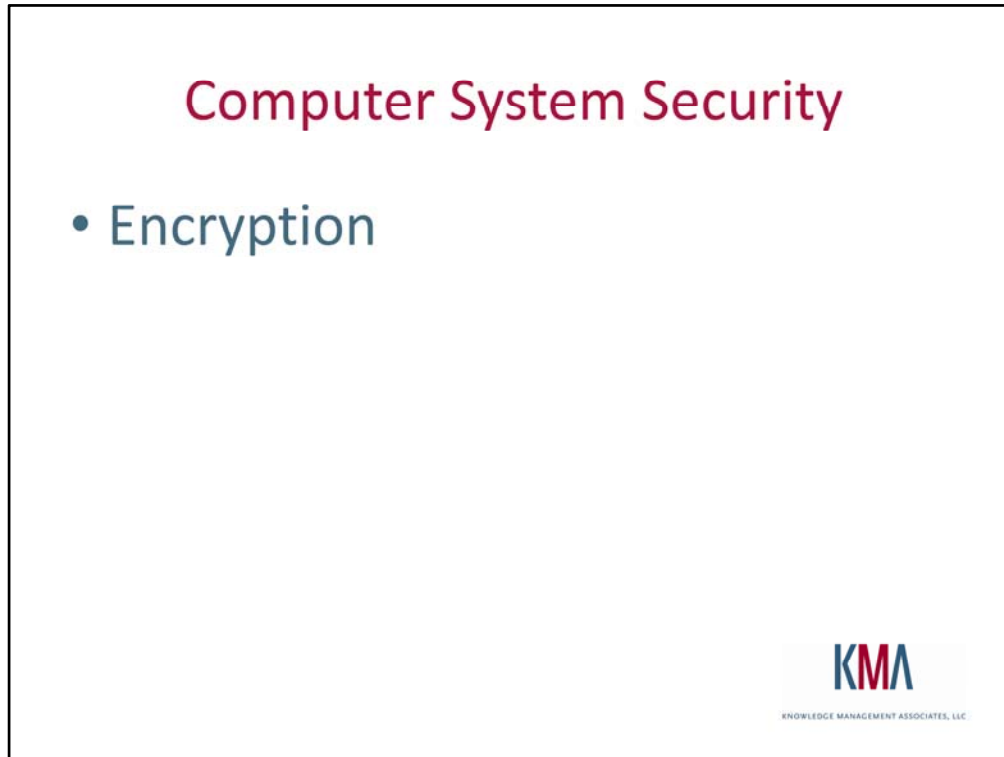 Computer System Security
• Encryption
KMA
KNOWLEDGE MANAGEMENT ASSOCIATES, LLC